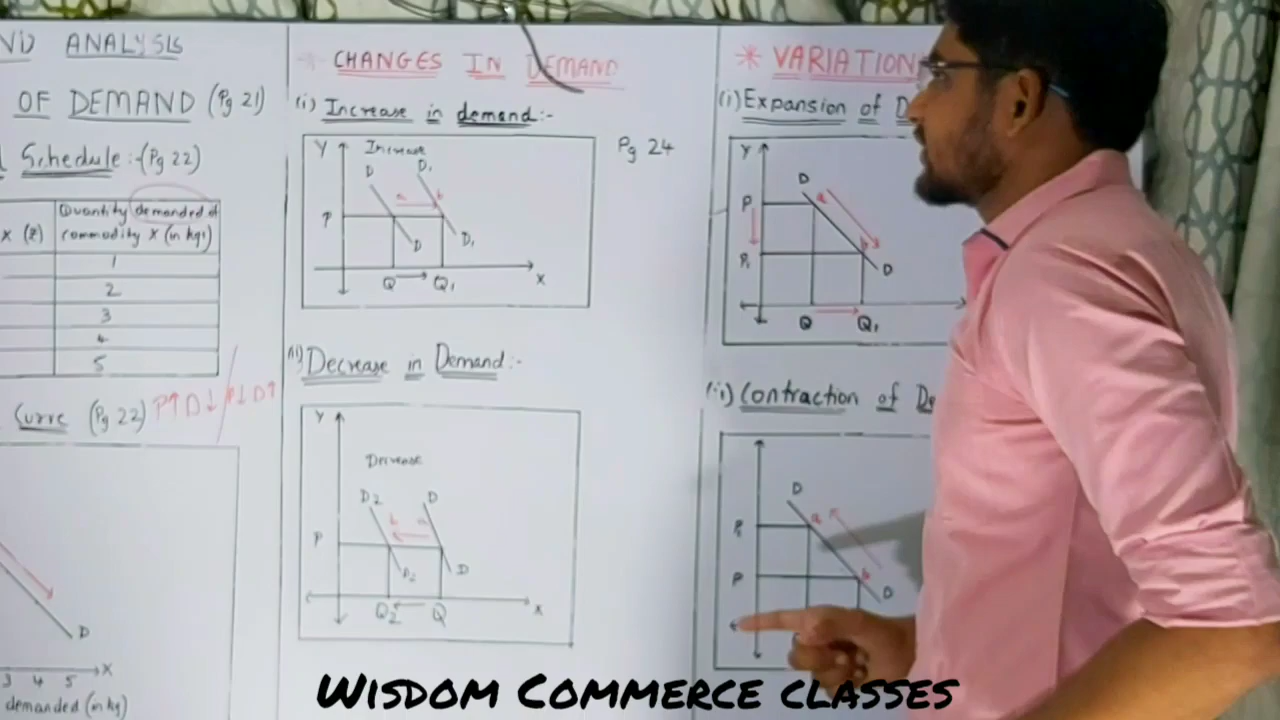 ANALYSIS
OF DEMAND (Pg 21)
Schedule :- (Pg 22)
X (₹)
Quantity demanded of
commodity X (in kgs)
1
2
3
4
5
Curve (Pg 22) P↑ D↓ / P↓ D↑
D
X
3 4 5
demanded (in kg)
* CHANGES IN DEMAND
(i) Increase in demand :-
Pg 24
Y Increase
D D1
a b
P
D D1
Q → Q1 X
(ii) Decrease in Demand :-
Y
Decrease
D2 D
b a
P
D2 D
Q2 ← Q X
* VARIATION
(i) Expansion of D
Y
D
P a
P1 b
D
Q Q1
(ii) Contraction of De
D
a
P b
D
WISDOM COMMERCE CLASSES